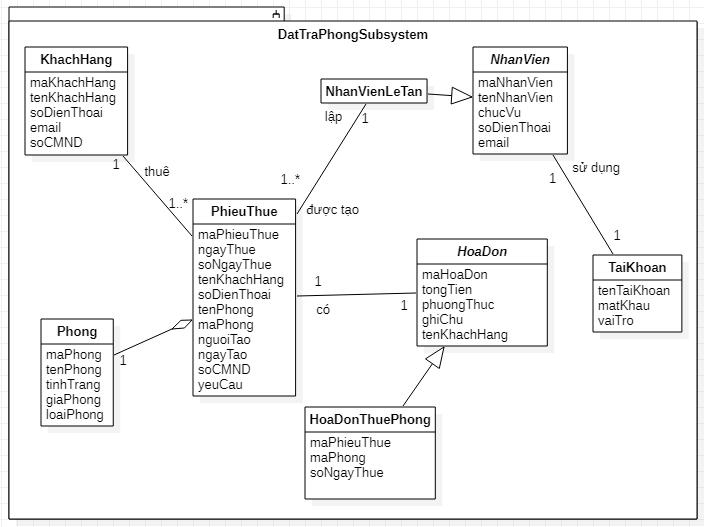 DatTraPhongSubsystem
KhachHang
maKhachHang
tenKhachHang
soDienThoai
email
soCMND
NhanVienLeTan
NhanVien
maNhanVien
tenNhanVien
chucVu
soDienThoai
email
lập
1
1
thuê
1..*
1..*
được tạo
1
sử dụng
1
PhieuThue
maPhieuThue
ngayThue
soNgayThue
tenKhachHang
soDienThoai
tenPhong
maPhong
nguoiTao
ngayTao
soCMND
yeuCau
1
có
1
HoaDon
maHoaDon
tongTien
phuongThuc
ghiChu
tenKhachHang
TaiKhoan
tenTaiKhoan
matKhau
vaiTro
Phong
maPhong
tenPhong
tinhTrang
giaPhong
loaiPhong
1
HoaDonThuePhong
maPhieuThue
maPhong
soNgayThue